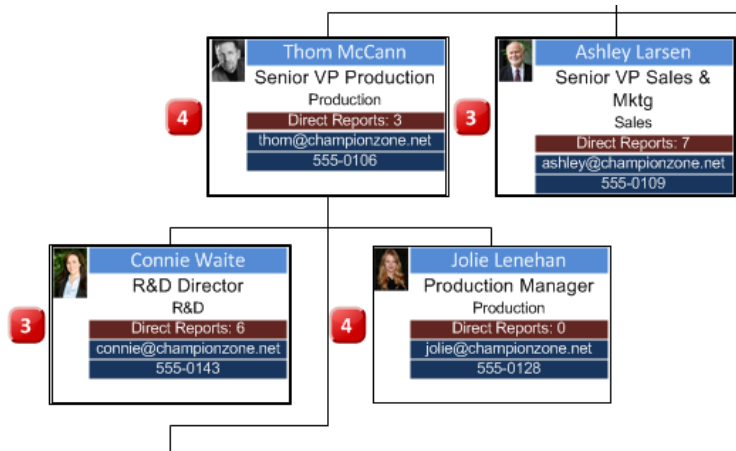 Thom McCann
Senior VP Production
Production
4
Direct Reports: 3
thom@championzone.net
555-0106
Ashley Larsen
Senior VP Sales &
Mktg
Sales
3
Direct Reports: 7
ashley@championzone.net
555-0109
Connie Waite
R&D Director
R&D
3
Direct Reports: 6
connie@championzone.net
555-0143
Jolie Lenehan
Production Manager
Production
4
Direct Reports: 0
jolie@championzone.net
555-0128